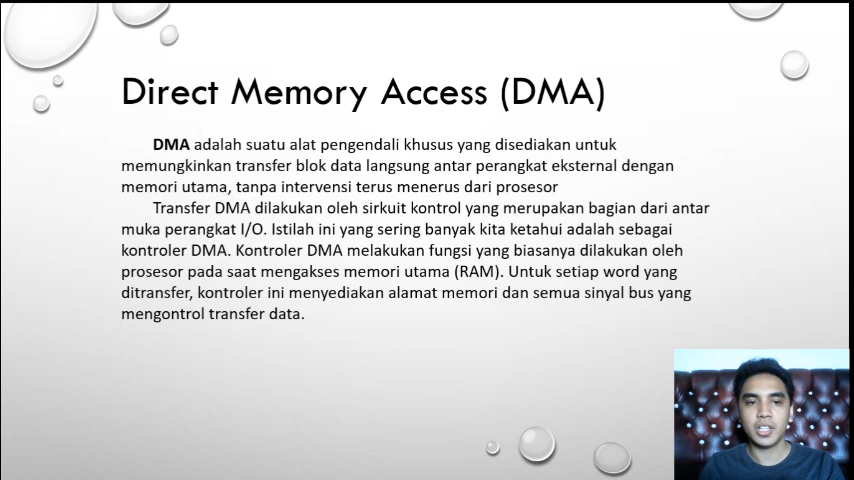 Direct Memory Access (DMA)
DMA adalah suatu alat pengendali khusus yang disediakan untuk
memungkinkan transfer blok data langsung antar perangkat eksternal dengan
memori utama, tanpa intervensi terus menerus dari prosesor
Transfer DMA dilakukan oleh sirkuit kontrol yang merupakan bagian dari antar
muka perangkat I/O. Istilah ini yang sering banyak kita ketahui adalah sebagai
kontroler DMA. Kontroler DMA melakukan fungsi yang biasanya dilakukan oleh
prosesor pada saat mengakses memori utama (RAM). Untuk setiap word yang
ditransfer, kontroler ini menyediakan alamat memori dan semua sinyal bus yang
mengontrol transfer data.